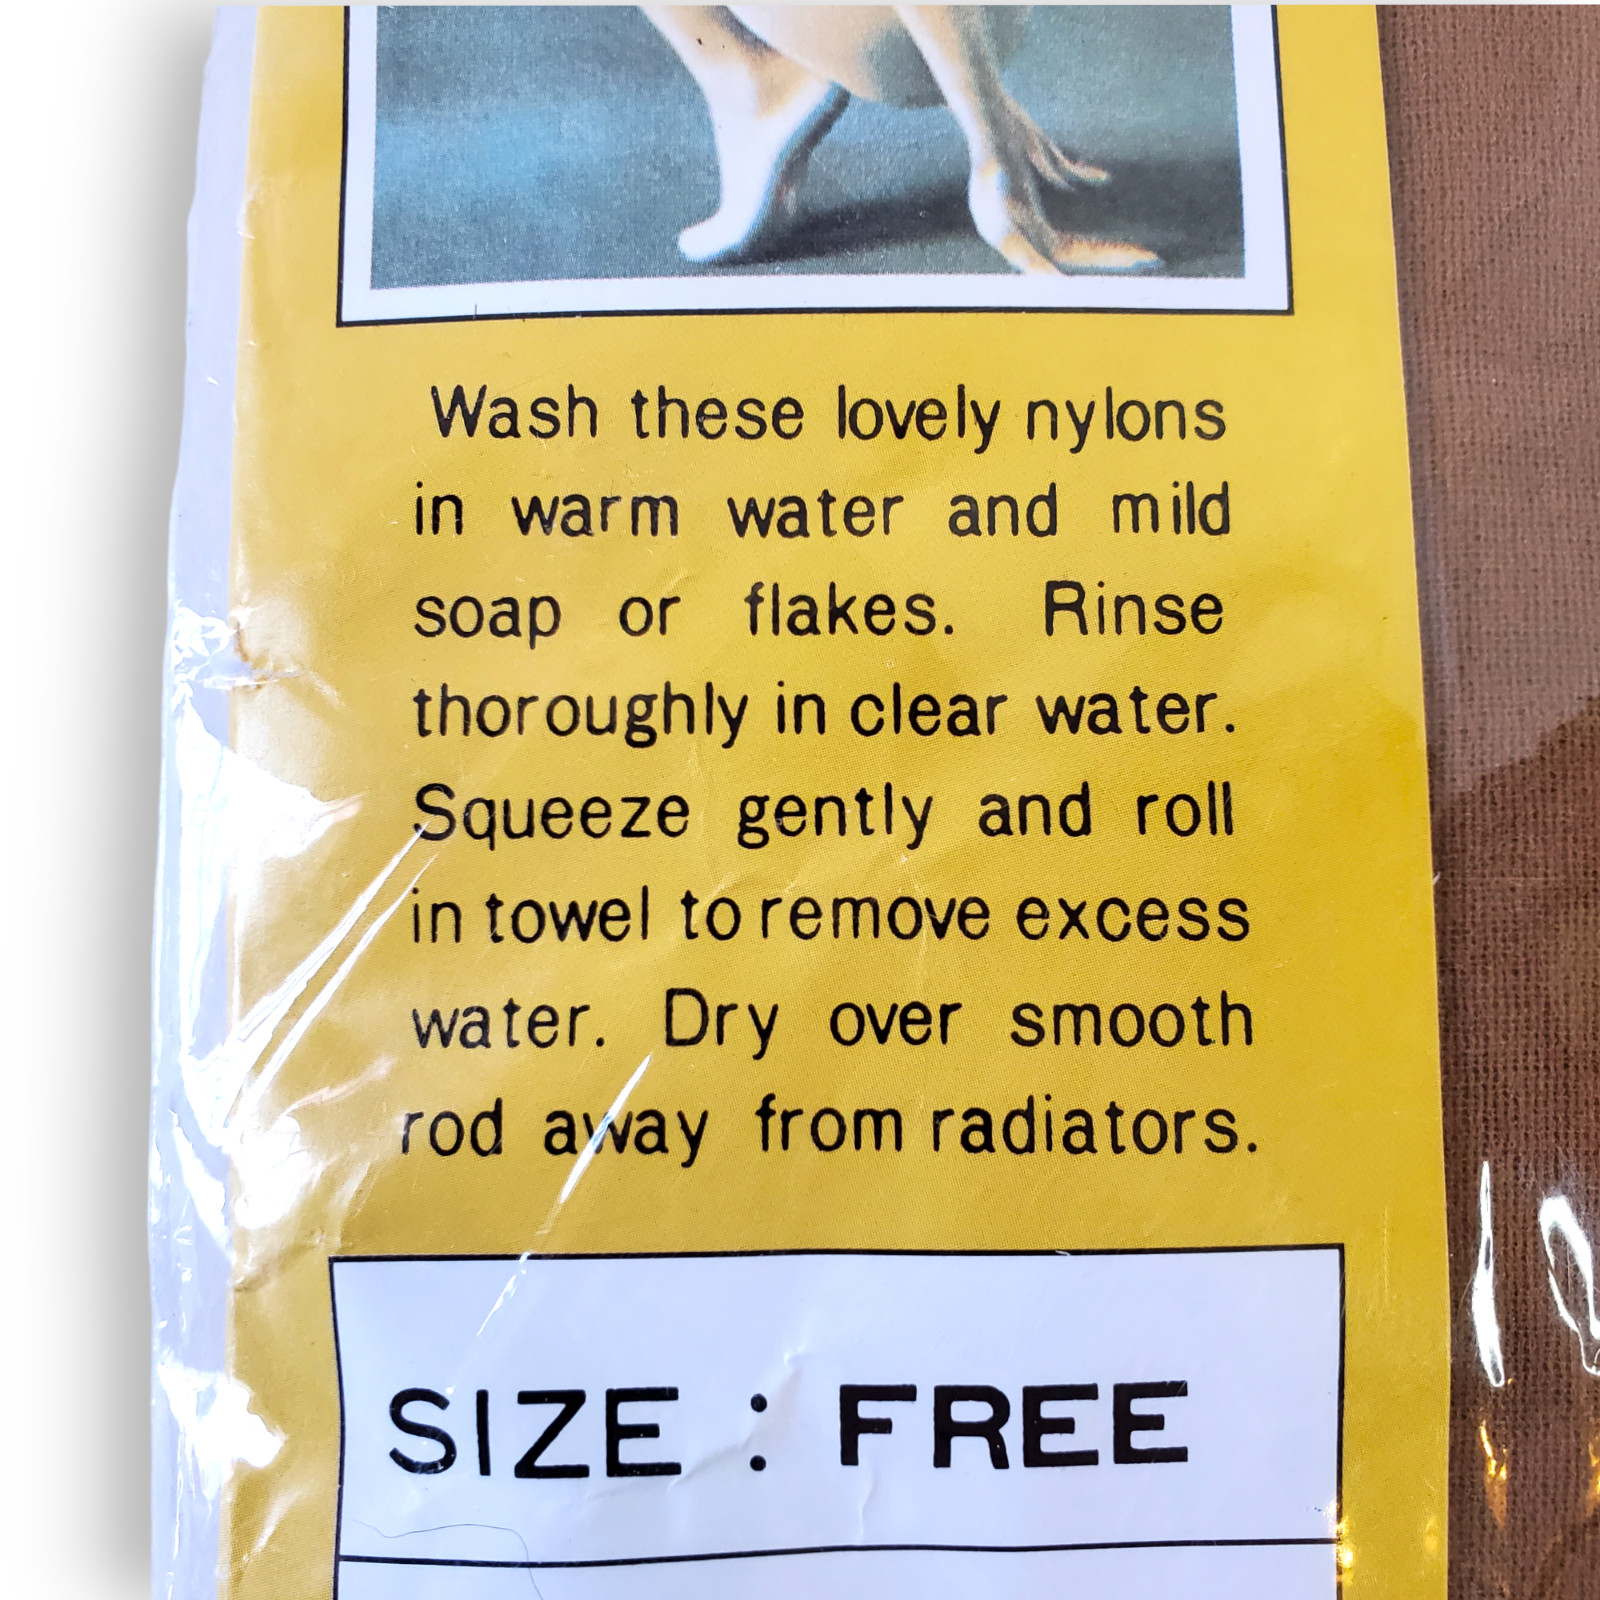 Wash these lovely nylons
in warm water and mild
soap or flakes. Rinse
thoroughly in clear water.
Squeeze gently and roll
in towel to remove excess
water. Dry over smooth
rod away from radiators.
SIZE : FREE